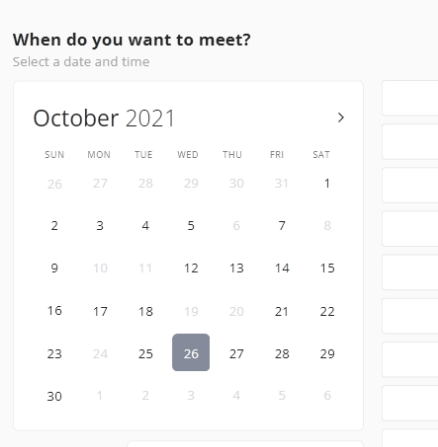 When do you want to meet?
Select a date and time
October 2021
SUN MON TUE WED THU FRI SAT
26 27 28 29 30 31 1
2 3 4 5 6 7 8
9 10 11 12 13 14 15
16 17 18 19 20 21 22
23 24 25 26 27 28 29
30 1 2 3 4 5 6